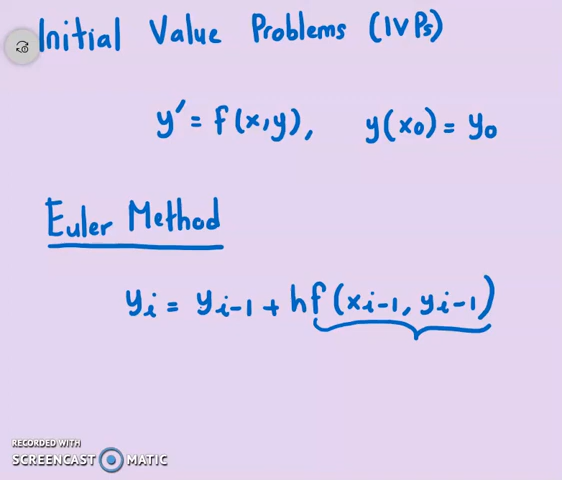 Initial Value Problems (IVPs)
y' = f(x,y), y(x0) = y0
Euler Method
yi = yi-1 + hf(xi-1, yi-1)
RECORDED WITH
SCREENCAST MATIC